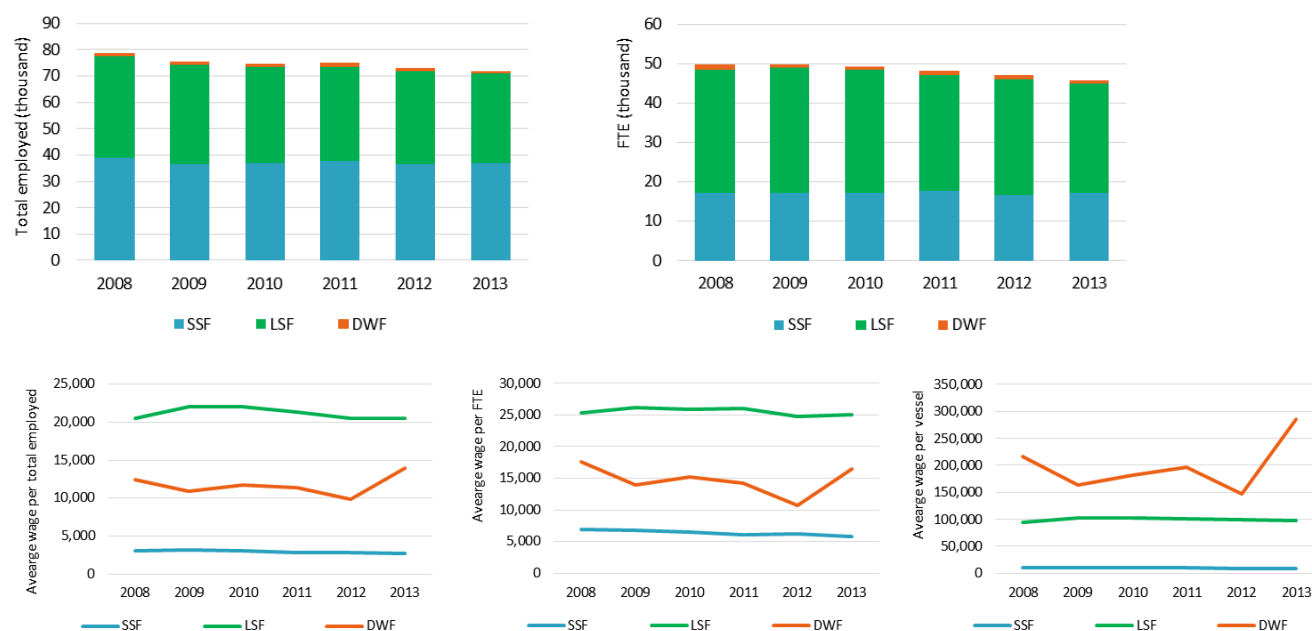 Total employed (thousand)
90
80
70
60
50
40
30
20
10
0
2008 2009 2010 2011 2012 2013
SSF LSF DWF
FTE (thousand)
60
50
40
30
20
10
0
2008 2009 2010 2011 2012 2013
SSF LSF DWF
Avearge wage per total employed
25,000
20,000
15,000
10,000
5,000
0
2008 2009 2010 2011 2012 2013
SSF LSF DWF
Avearge wage per FTE
30,000
25,000
20,000
15,000
10,000
5,000
0
2008 2009 2010 2011 2012 2013
SSF LSF DWF
Avearge wage per vessel
350,000
300,000
250,000
200,000
150,000
100,000
50,000
0
2008 2009 2010 2011 2012 2013
SSF LSF DWF